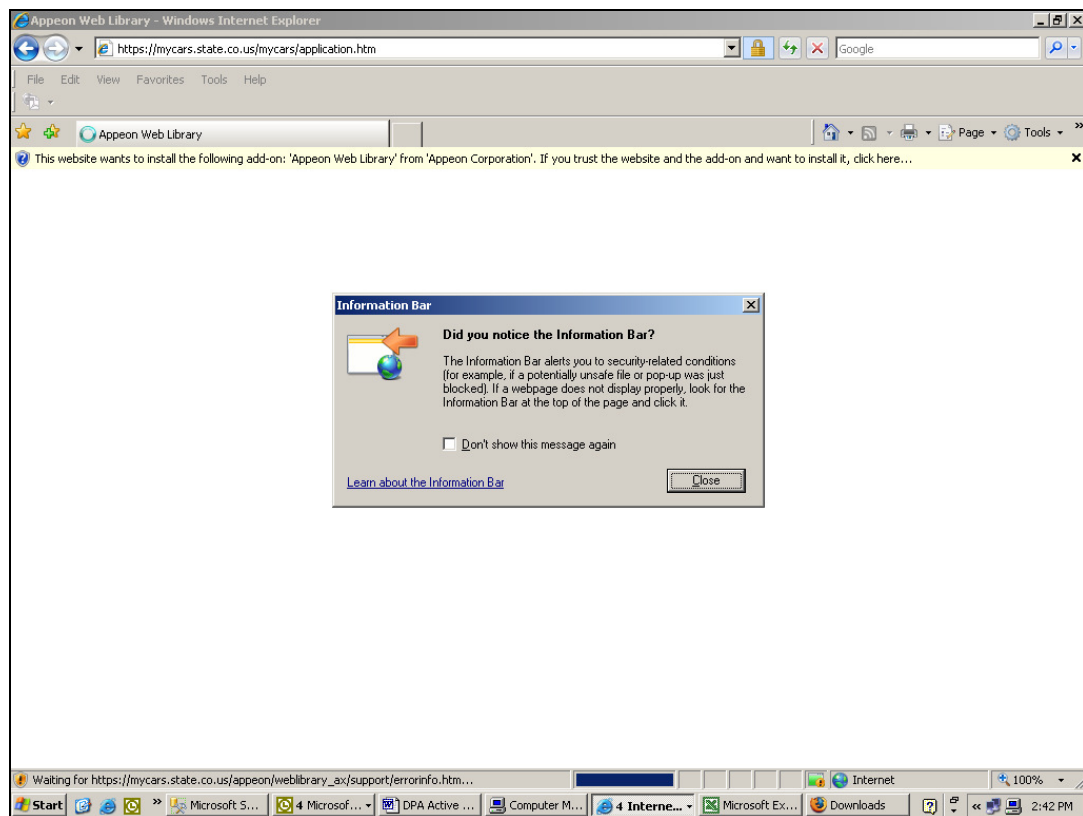 Appeon Web Library - Windows Internet Explorer
https://mycars.state.co.us/mycars/application.htm
Google
File Edit View Favorites Tools Help
Appeon Web Library
Page Tools »
This website wants to install the following add-on: 'Appeon Web Library' from 'Appeon Corporation'. If you trust the website and the add-on and want to install it, click here...
Information Bar
Did you notice the Information Bar?
The Information Bar alerts you to security-related conditions
(for example, if a potentially unsafe file or pop-up was just
blocked). If a webpage does not display properly, look for the
Information Bar at the top of the page and click it.
Don't show this message again
Learn about the Information Bar
Close
Waiting for https://mycars.state.co.us/appeon/weblibrary_ax/support/errorinfo.htm...
Internet
100%
Start » Microsoft S... 4 Microsof... DPA Active ... Computer M... 4 Interne... Microsoft Ex... Downloads « 2:42 PM